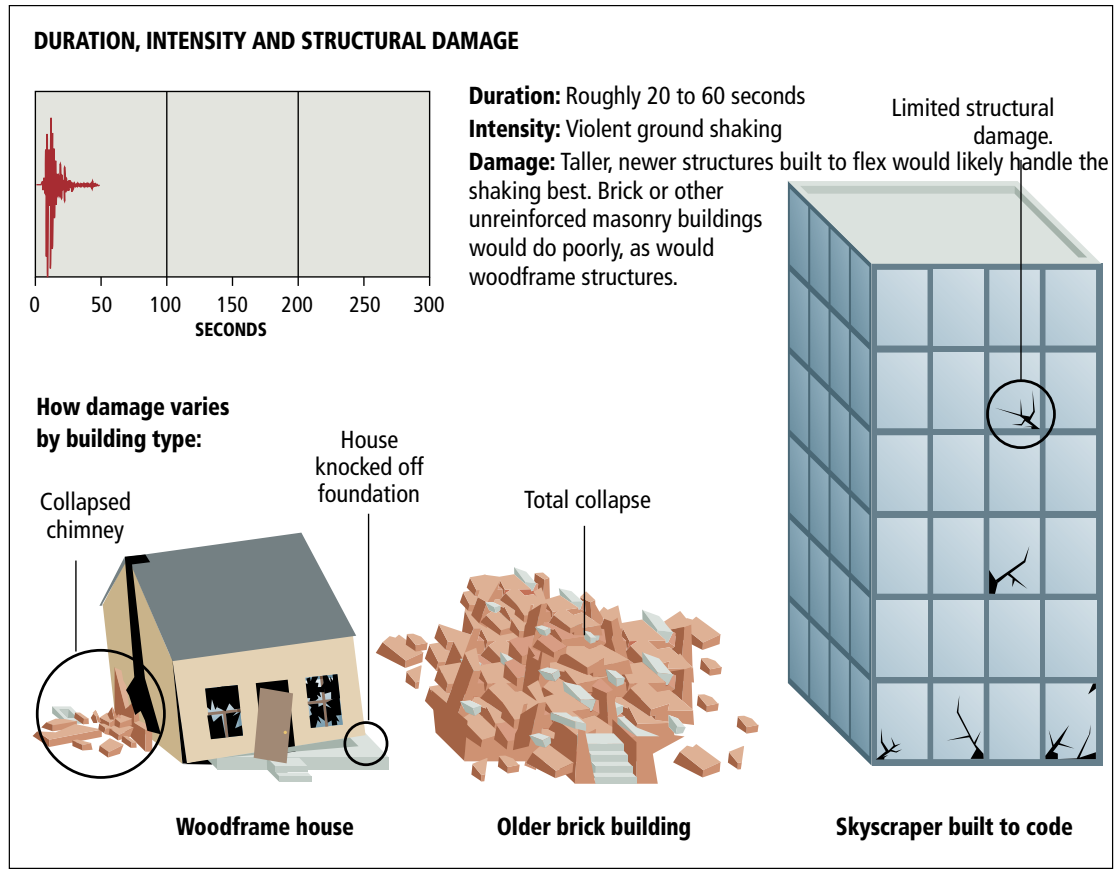 DURATION, INTENSITY AND STRUCTURAL DAMAGE
0 50 100 150 200 250 300
SECONDS
Duration: Roughly 20 to 60 seconds
Intensity: Violent ground shaking
Damage: Taller, newer structures built to flex would likely handle the
shaking best. Brick or other
unreinforced masonry buildings
would do poorly, as would
woodframe structures.
Limited structural
damage.
How damage varies
by building type:
Collapsed
chimney
House
knocked off
foundation
Total collapse
Woodframe house
Older brick building
Skyscraper built to code